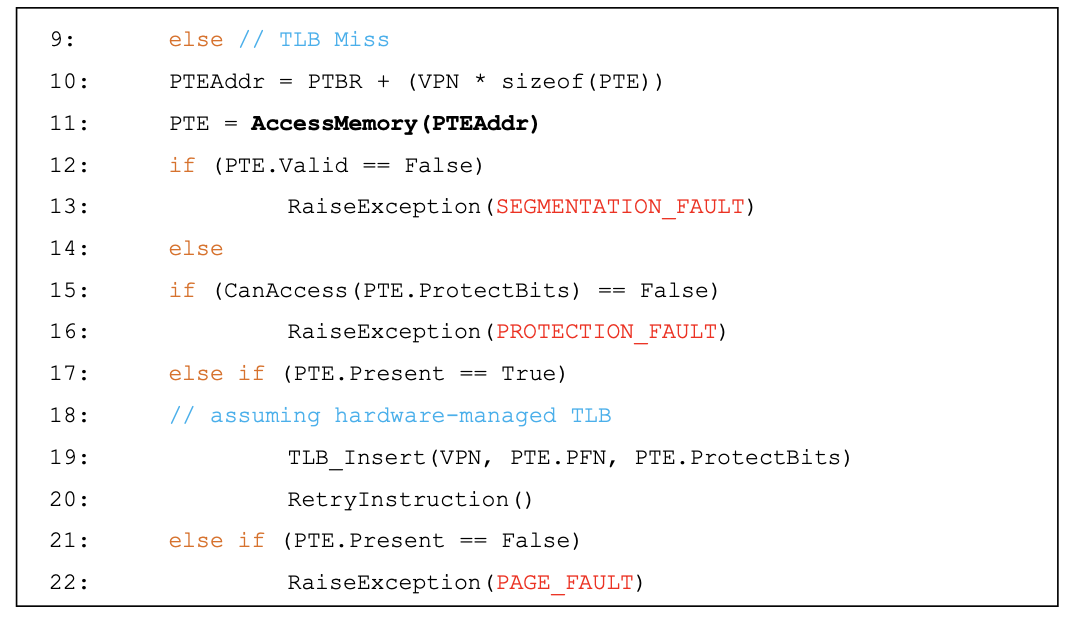 9: else // TLB Miss
10: PTEAddr = PTBR + (VPN * sizeof(PTE))
11: PTE = AccessMemory(PTEAddr)
12: if (PTE.Valid == False)
13: RaiseException(SEGMENTATION_FAULT)
14: else
15: if (CanAccess(PTE.ProtectBits) == False)
16: RaiseException(PROTECTION_FAULT)
17: else if (PTE.Present == True)
18: // assuming hardware-managed TLB
19: TLB_Insert(VPN, PTE.PFN, PTE.ProtectBits)
20: RetryInstruction()
21: else if (PTE.Present == False)
22: RaiseException(PAGE_FAULT)